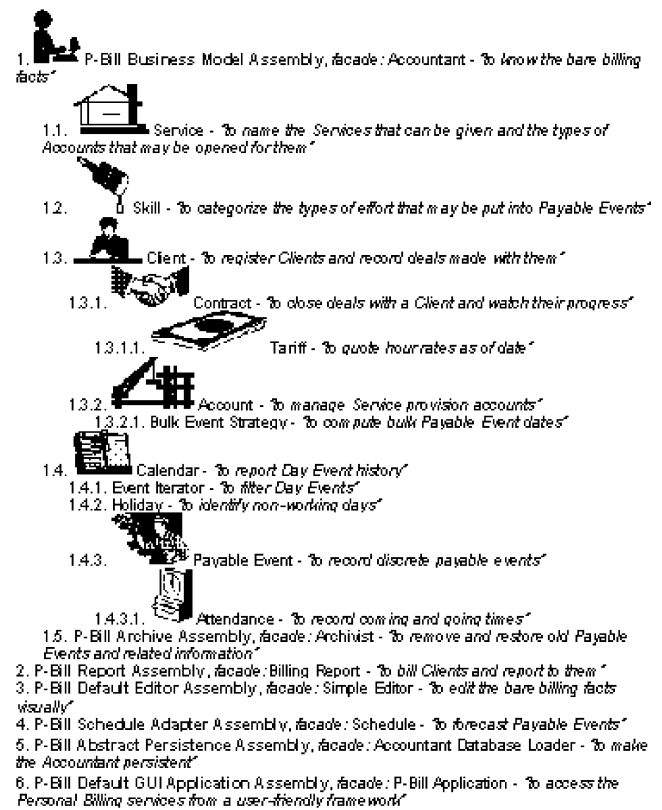 1. P-Bill Business Model Assembly, facade: Accountant - "to know the bare billing
facts"
1.1. Service - "to name the Services that can be given and the types of
Accounts that may be opened for them"
1.2. Skill - "to categorize the types of effort that may be put into Payable Events"
1.3. Client - "to register Clients and record deals made with them"
1.3.1. Contract - "to close deals with a Client and watch their progress"
1.3.1.1. Tariff - "to quote hour rates as of date"
1.3.2. Account - "to manage Service provision accounts"
1.3.2.1. Bulk Event Strategy - "to compute bulk Payable Event dates"
1.4. Calendar - "to report Day Event history"
1.4.1. Event Iterator - "to filter Day Events"
1.4.2. Holiday - "to identify non-working days"
1.4.3. Payable Event - "to record discrete payable events"
1.4.3.1. Attendance - "to record coming and going times"
1.5. P-Bill Archive Assembly, facade: Archivist - "to remove and restore old Payable
Events and related information"
2. P-Bill Report Assembly, facade: Billing Report - "to bill Clients and report to them"
3. P-Bill Default Editor Assembly, facade: Simple Editor - "to edit the bare billing facts
visually"
4. P-Bill Schedule Adapter Assembly, facade: Schedule - "to forecast Payable Events"
5. P-Bill Abstract Persistence Assembly, facade: Accountant Database Loader - "to make
the Accountant persistent"
6. P-Bill Default GUI Application Assembly, facade: P-Bill Application - "to access the
Personal Billing services from a user-friendly framework"